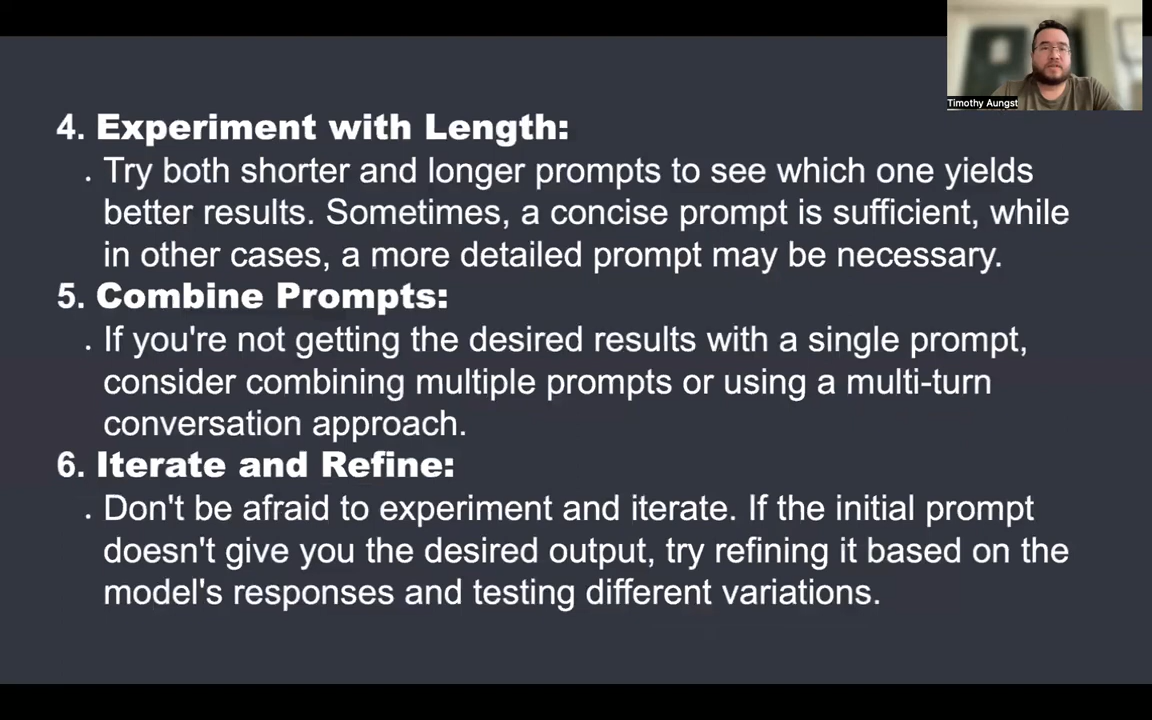 Timothy Aungst
4. Experiment with Length:
. Try both shorter and longer prompts to see which one yields
better results. Sometimes, a concise prompt is sufficient, while
in other cases, a more detailed prompt may be necessary.
5. Combine Prompts:
. If you're not getting the desired results with a single prompt,
consider combining multiple prompts or using a multi-turn
conversation approach.
6. Iterate and Refine:
. Don't be afraid to experiment and iterate. If the initial prompt
doesn't give you the desired output, try refining it based on the
model's responses and testing different variations.